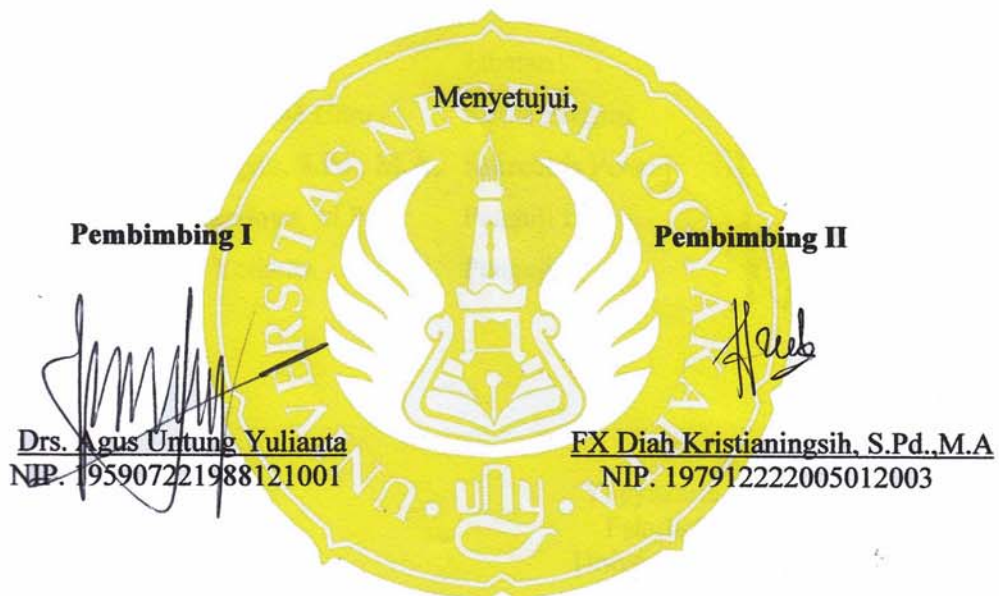 Menyetujui,
Pembimbing I
Pembimbing II
Drs. Agus Untung Yulianta
NIP. 195907221988121001
FX Diah Kristianingsih, S.Pd.,M.A
NIP. 197912222005012003
UNIVERSITAS NEGERI YOGYAKARTA
uny